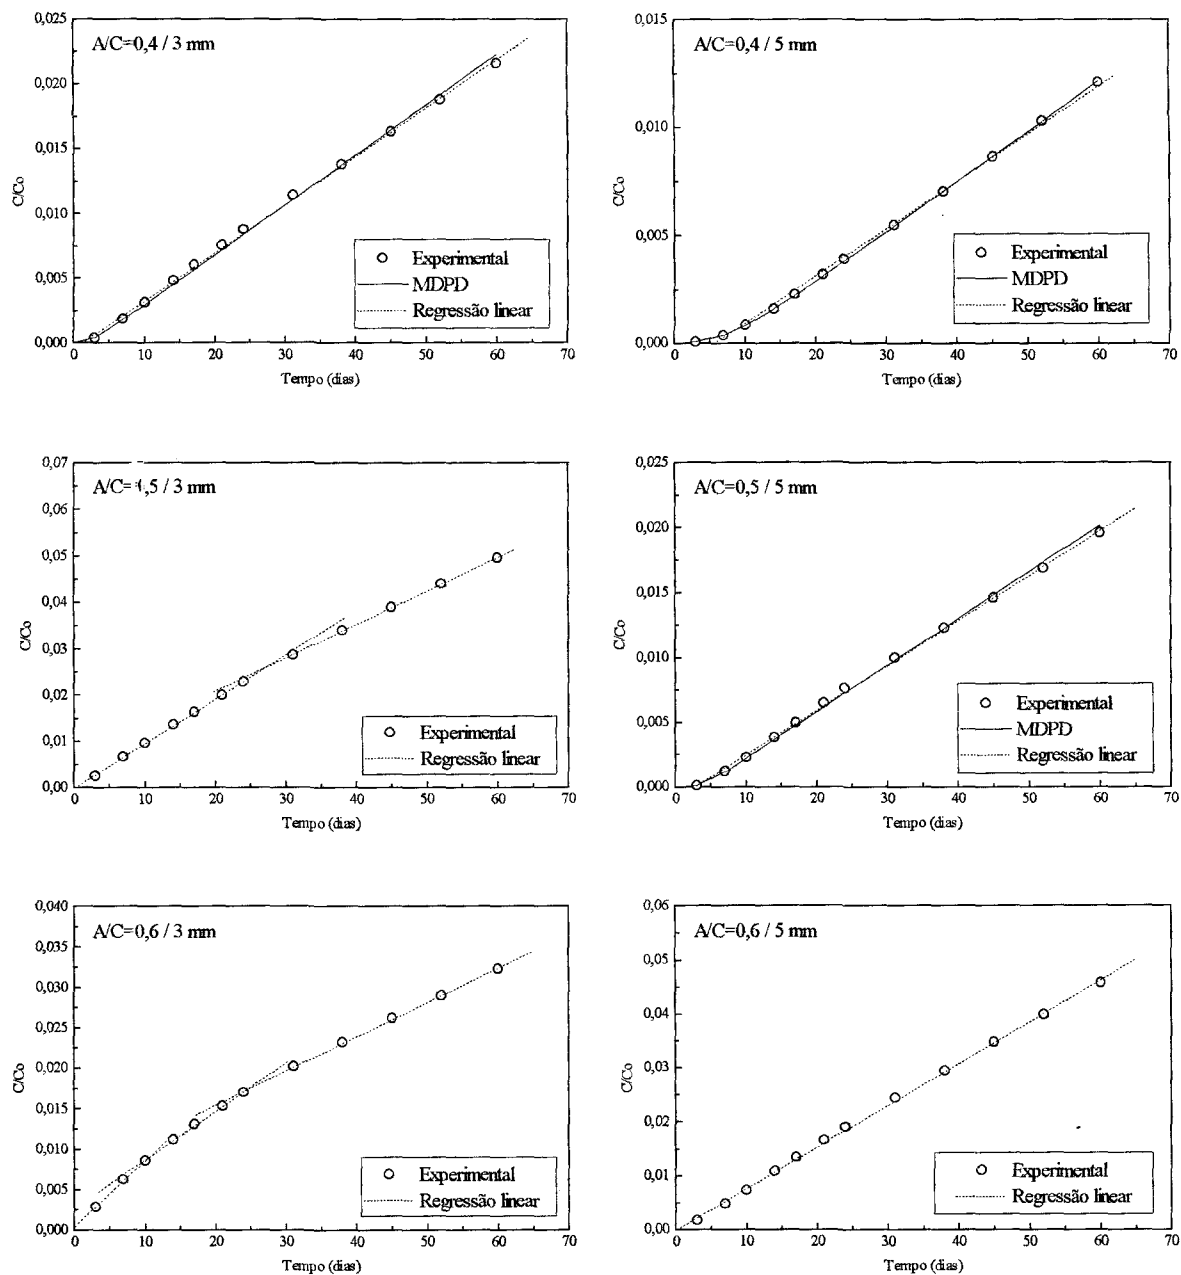 A/C=0,4 / 3 mm
0,025
0,020
0,015
0,010
0,005
0,000
C/Co
Experimental
MDPD
Regressão linear
0 10 20 30 40 50 60 70
Tempo (dias)
A/C=0,4 / 5 mm
0,015
0,010
0,005
0,000
C/Co
Experimental
MDPD
Regressão linear
0 10 20 30 40 50 60 70
Tempo (dias)
A/C= ,5 / 3 mm
0,07
0,06
0,05
0,04
0,03
0,02
0,01
0,00
C/Co
Experimental
Regressão linear
0 10 20 30 40 50 60 70
Tempo (dias)
A/C=0,5 / 5 mm
0,025
0,020
0,015
0,010
0,005
0,000
C/Co
Experimental
MDPD
Regressão linear
0 10 20 30 40 50 60 70
Tempo (dias)
A/C=0,6 / 3 mm
0,040
0,035
0,030
0,025
0,020
0,015
0,010
0,005
0,000
C/Co
Experimental
Regressão linear
0 10 20 30 40 50 60 70
Tempo (dias)
A/C=0,6 / 5 mm
0,06
0,05
0,04
0,03
0,02
0,01
0,00
C/Co
Experimental
Regressão linear
0 10 20 30 40 50 60 70
Tempo (dias)